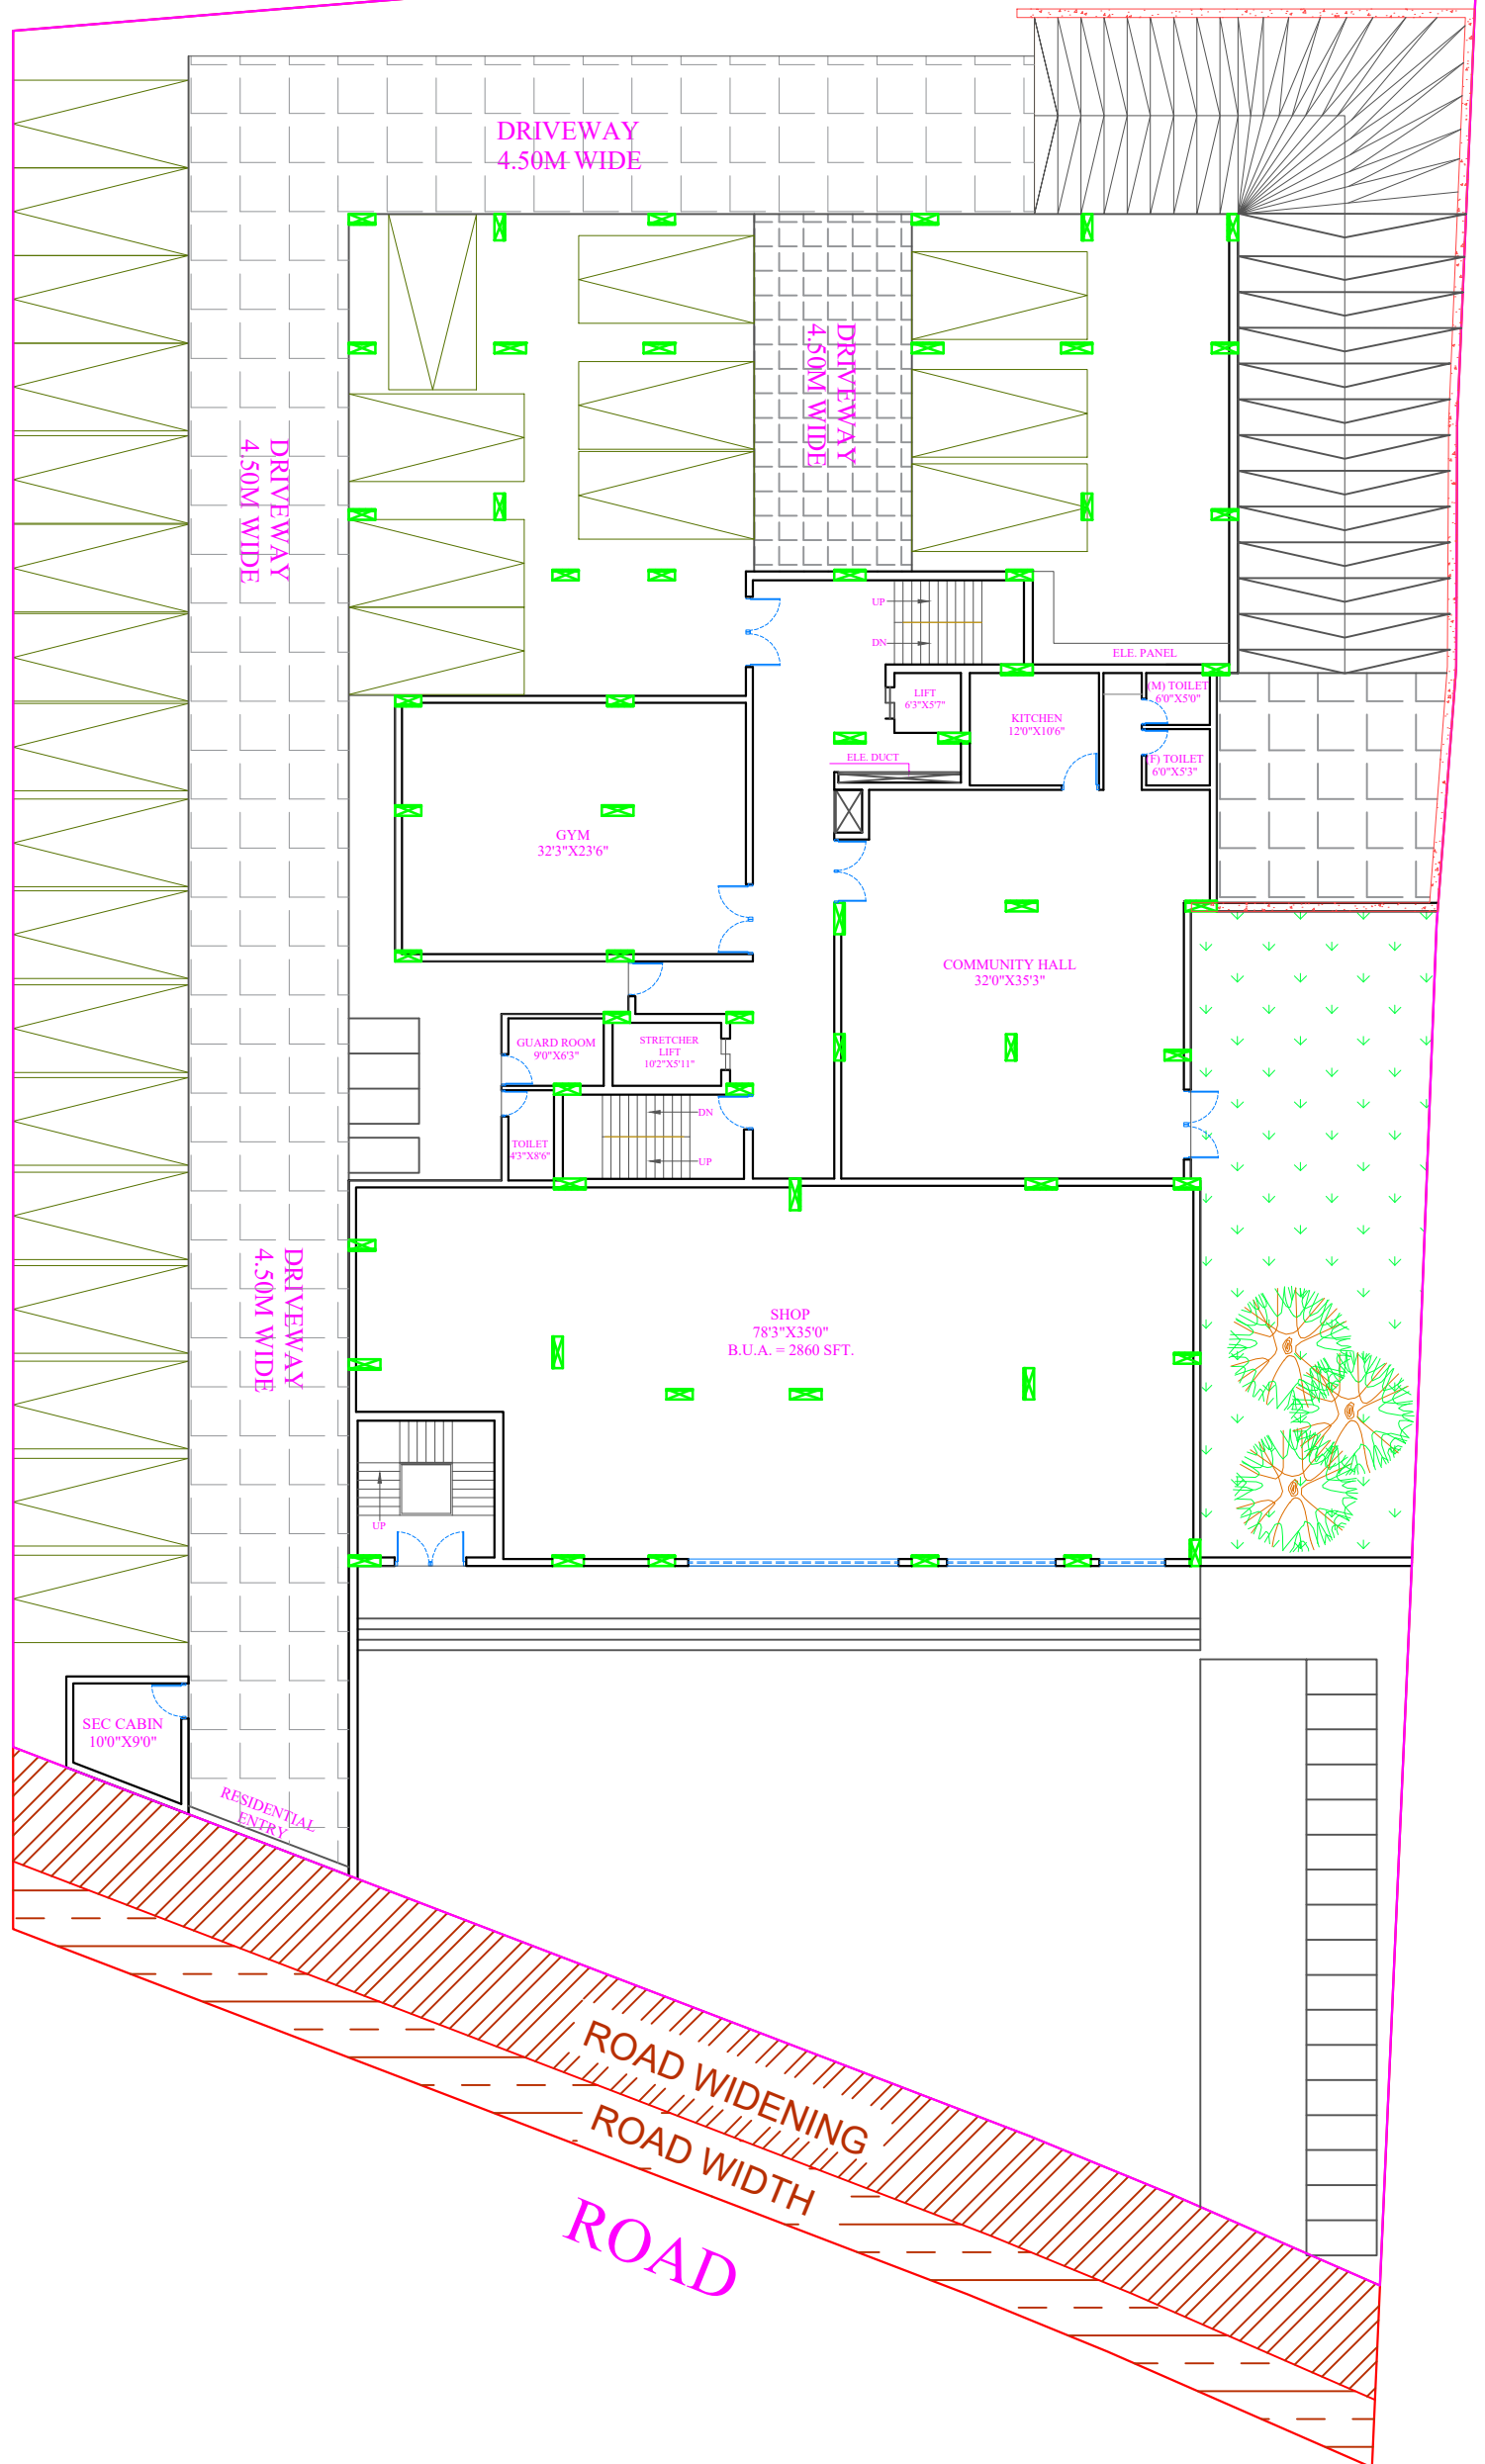 DRIVEWAY
4.50M WIDE
DRIVEWAY
4.50M WIDE
DRIVEWAY
4.50M WIDE
UP
DN
ELE. PANEL
LIFT
6'3"X5'7"
KITCHEN
12'0"X10'6"
(M) TOILET
6'0"X5'0"
(F) TOILET
6'0"X5'3"
ELE. DUCT
GYM
32'3"X23'6"
COMMUNITY HALL
32'0"X35'3"
GUARD ROOM
9'0"X6'3"
STRETCHER
LIFT
10'2"X5'11"
DN
UP
TOILET
4'3"X8'6"
DRIVEWAY
4.50M WIDE
SHOP
78'3"X35'0"
B.U.A. = 2860 SFT.
UP
SEC CABIN
10'0"X9'0"
RESIDENTIAL
ENTRY
ROAD WIDENING
ROAD WIDTH
ROAD